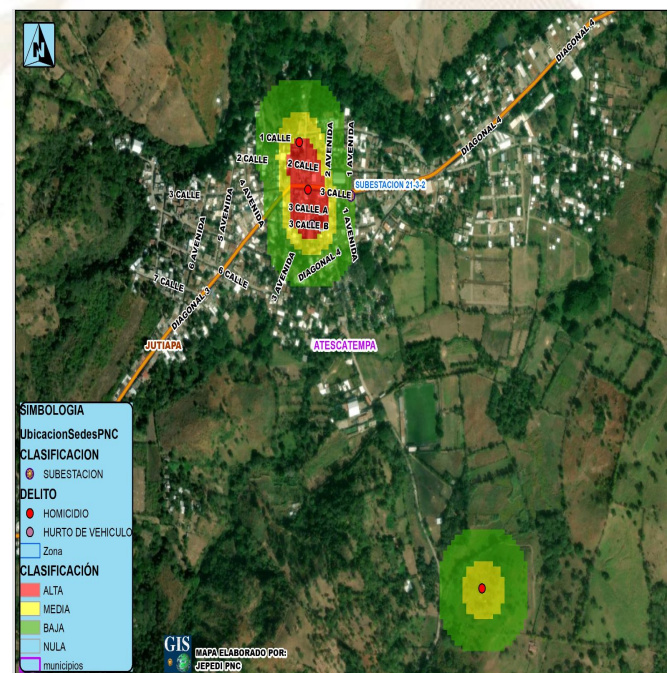 N
DIAGONAL 4
DIAGONAL 4
1 CALLE
2 AVENIDA
1 AVENIDA
2 CALLE
2 CALLE
SUBESTACION 21-3-2
3 CALLE
4 AVENIDA
3 CALLE
5 AVENIDA
3 CALLE A
6 AVENIDA
3 CALLE B
1 AVENIDA
DIAGONAL 4
6 CALLE
7 CALLE
3 AVENIDA
DIAGONAL 3
JUTIAPA
ATESCATEMPA
SIMBOLOGIA
UbicacionSedesPNC
CLASIFICACION
SUBESTACION
DELITO
HOMICIDIO
HURTO DE VEHICULO
Zona
CLASIFICACIÓN
ALTA
MEDIA
BAJA
NULA
municipios
GIS
MAPA ELABORADO POR:
JEPEDI PNC